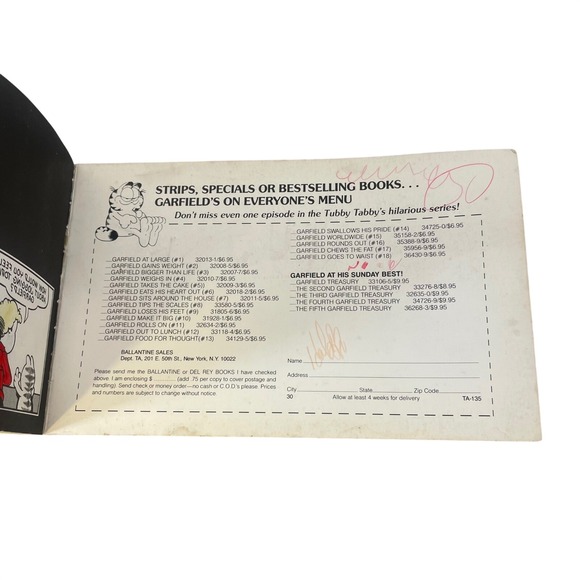 STRIPS, SPECIALS OR BESTSELLING BOOKS. . .
GARFIELD'S ON EVERYONE'S MENU
Don't miss even one episode in the Tubby Tabby's hilarious series!
...GARFIELD AT LARGE (#1) 32013-1/$6.95
...GARFIELD GAINS WEIGHT (#2) 32008-5/$6.95
...GARFIELD BIGGER THAN LIFE (#3) 32007-7/$6.95
...GARFIELD WEIGHS IN (#4) 32010-7/$6.95
...GARFIELD TAKES THE CAKE (#5) 32009-3/$6.95
...GARFIELD EATS HIS HEART OUT (#6) 32018-2/$6.95
...GARFIELD SITS AROUND THE HOUSE (#7) 32011-5/$6.95
...GARFIELD TIPS THE SCALES (#8) 33580-5/$6.95
...GARFIELD LOSES HIS FEET (#9) 31805-6/$6.95
...GARFIELD MAKE IT BIG (#10) 31928-1/$6.95
...GARFIELD ROLLS ON (#11) 32634-2/$6.95
...GARFIELD OUT TO LUNCH (#12) 33118-4/$6.95
...GARFIELD FOOD FOR THOUGHT (#13) 34129-5/$6.95
...GARFIELD SWALLOWS HIS PRIDE (#14) 34725-0/$6.95
...GARFIELD WORLDWIDE (#15) 35158-2/$6.95
...GARFIELD ROUNDS OUT (#16) 35388-9/$6.95
...GARFIELD CHEWS THE FAT (#17) 35956-9/$6.95
...GARFIELD GOES TO WAIST (#18) 36430-9/$6.95
GARFIELD AT HIS SUNDAY BEST!
...GARFIELD TREASURY 33106-5/$9.95
...THE SECOND GARFIELD TREASURY 33276-8/$8.95
...THE THIRD GARFIELD TREASURY 32635-0/$9.95
...THE FOURTH GARFIELD TREASURY 34726-9/$9.95
...THE FIFTH GARFIELD TREASURY 36268-3/$9.95
BALLANTINE SALES
Dept. TA, 201 E. 50th St., New York, N.Y. 10022
Please send me the BALLANTINE or DEL REY BOOKS I have checked
above. I am enclosing $ (add .75 per copy to cover postage and
handling). Send check or money order—no cash or C.O.D's please. Prices
and numbers are subject to change without notice
Name
Address
City State Zip Code
30 Allow at least 4 weeks for delivery TA-135